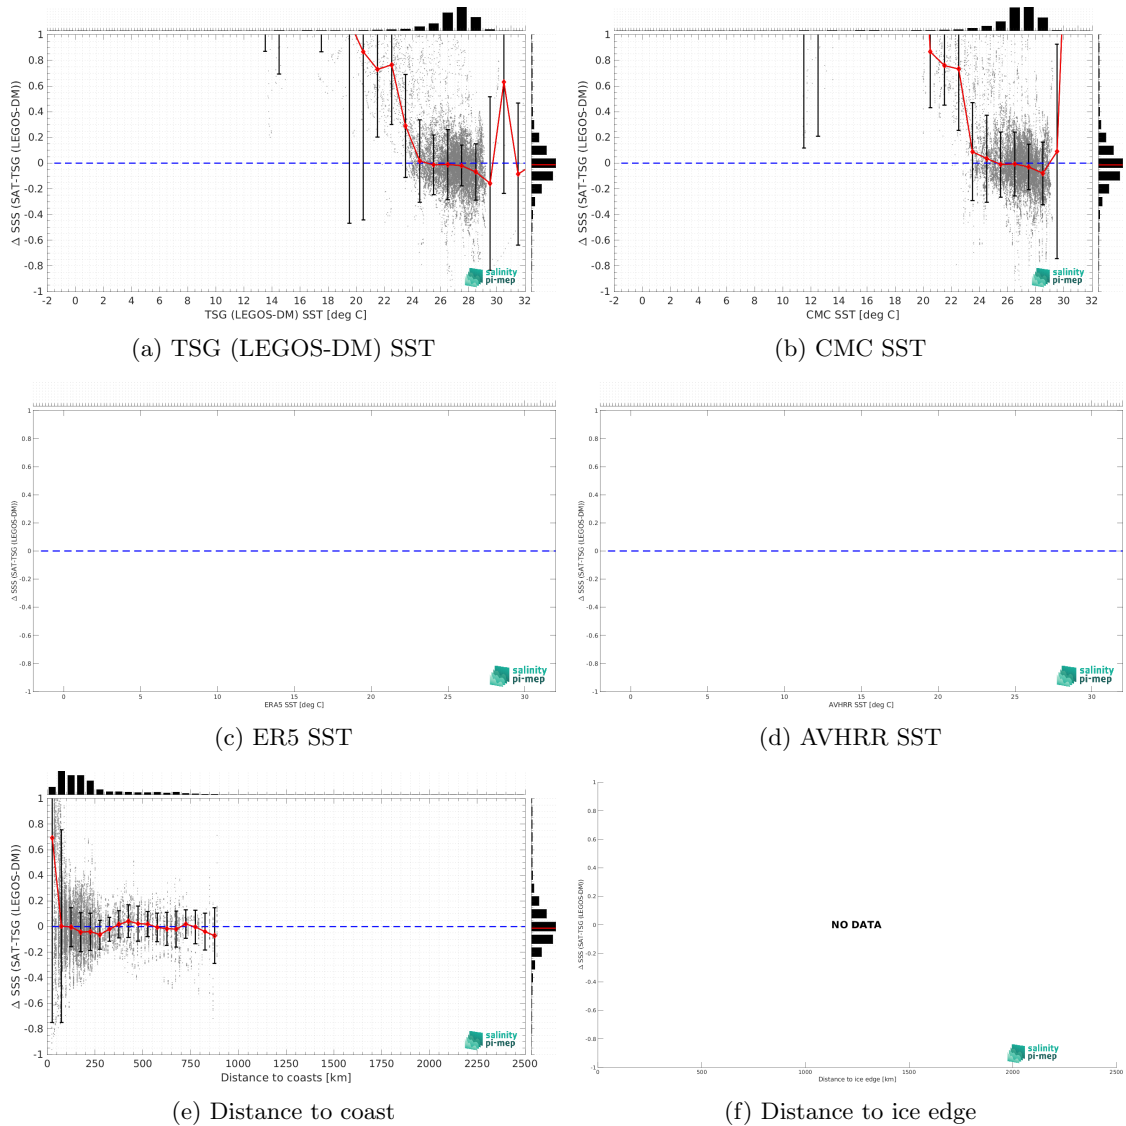 Δ SSS (SAT-TSG (LEGOS-DM))
1
0.8
0.6
0.4
0.2
0
-0.2
-0.4
-0.6
-0.8
-1
salinity
pi-mep
-2 0 2 4 6 8 10 12 14 16 18 20 22 24 26 28 30 32
TSG (LEGOS-DM) SST [deg C]
(a) TSG (LEGOS-DM) SST
Δ SSS (SAT-TSG (LEGOS-DM))
1
0.8
0.6
0.4
0.2
0
-0.2
-0.4
-0.6
-0.8
-1
salinity
pi-mep
-2 0 2 4 6 8 10 12 14 16 18 20 22 24 26 28 30 32
CMC SST [deg C]
(b) CMC SST
Δ SSS (SAT-TSG (LEGOS-DM))
1
0.8
0.6
0.4
0.2
0
-0.2
-0.4
-0.6
-0.8
-1
salinity
pi-mep
0 5 10 15 20 25 30
ERA5 SST [deg C]
(c) ER5 SST
Δ SSS (SAT-TSG (LEGOS-DM))
1
0.8
0.6
0.4
0.2
0
-0.2
-0.4
-0.6
-0.8
-1
salinity
pi-mep
0 5 10 15 20 25 30
AVHRR SST [deg C]
(d) AVHRR SST
Δ SSS (SAT-TSG (LEGOS-DM))
1
0.8
0.6
0.4
0.2
0
-0.2
-0.4
-0.6
-0.8
-1
salinity
pi-mep
0 250 500 750 1000 1250 1500 1750 2000 2250 2500
Distance to coasts [km]
(e) Distance to coast
Δ SSS (SAT-TSG (LEGOS-DM))
1
0.8
0.6
0.4
0.2
0
-0.2
-0.4
-0.6
-0.8
-1
NO DATA
salinity
pi-mep
0 500 1000 1500 2000 2500
Distance to ice edge [km]
(f) Distance to ice edge